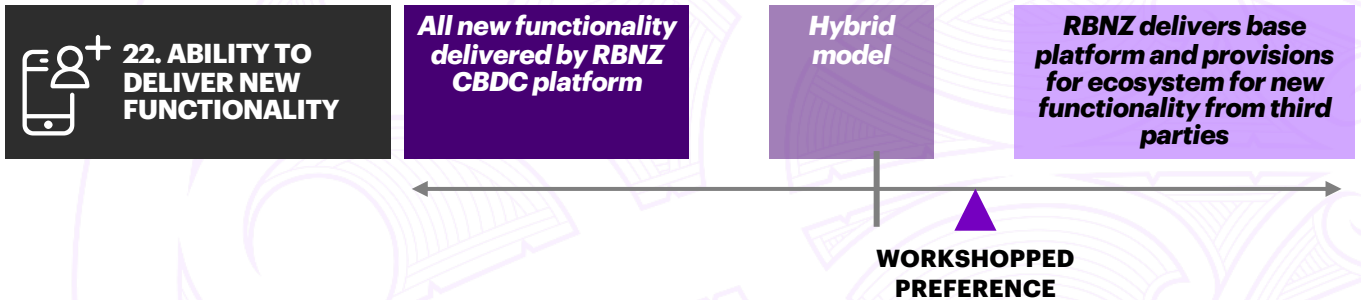 22. ABILITY TO
DELIVER NEW
FUNCTIONALITY
All new functionality
delivered by RBNZ
CBDC platform
Hybrid
model
RBNZ delivers base
platform and provisions
for ecosystem for new
functionality from third
parties
WORKSHOPPED
PREFERENCE